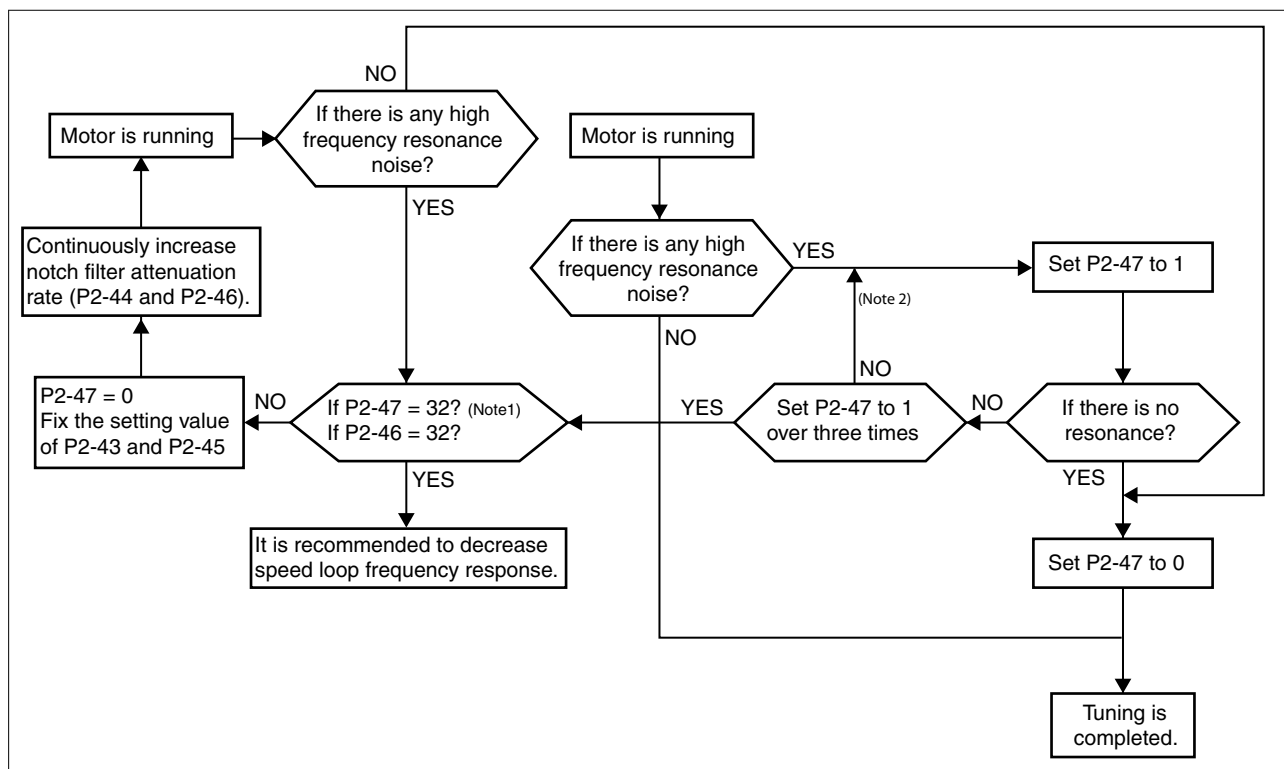 NO
If there is any high
frequency resonance
noise?
Motor is running
YES
Continuously increase
notch filter attenuation
rate (P2-44 and P2-46).
P2-47 = 0
Fix the setting value
of P2-43 and P2-45
NO
If P2-47 = 32? (Note1)
If P2-46 = 32?
YES
It is recommended to decrease
speed loop frequency response.
Motor is running
If there is any high
frequency resonance
noise?
YES
NO
(Note 2)
Set P2-47 to 1
NO
YES
Set P2-47 to 1
over three times
NO
If there is no
resonance?
YES
Set P2-47 to 0
Tuning is
completed.